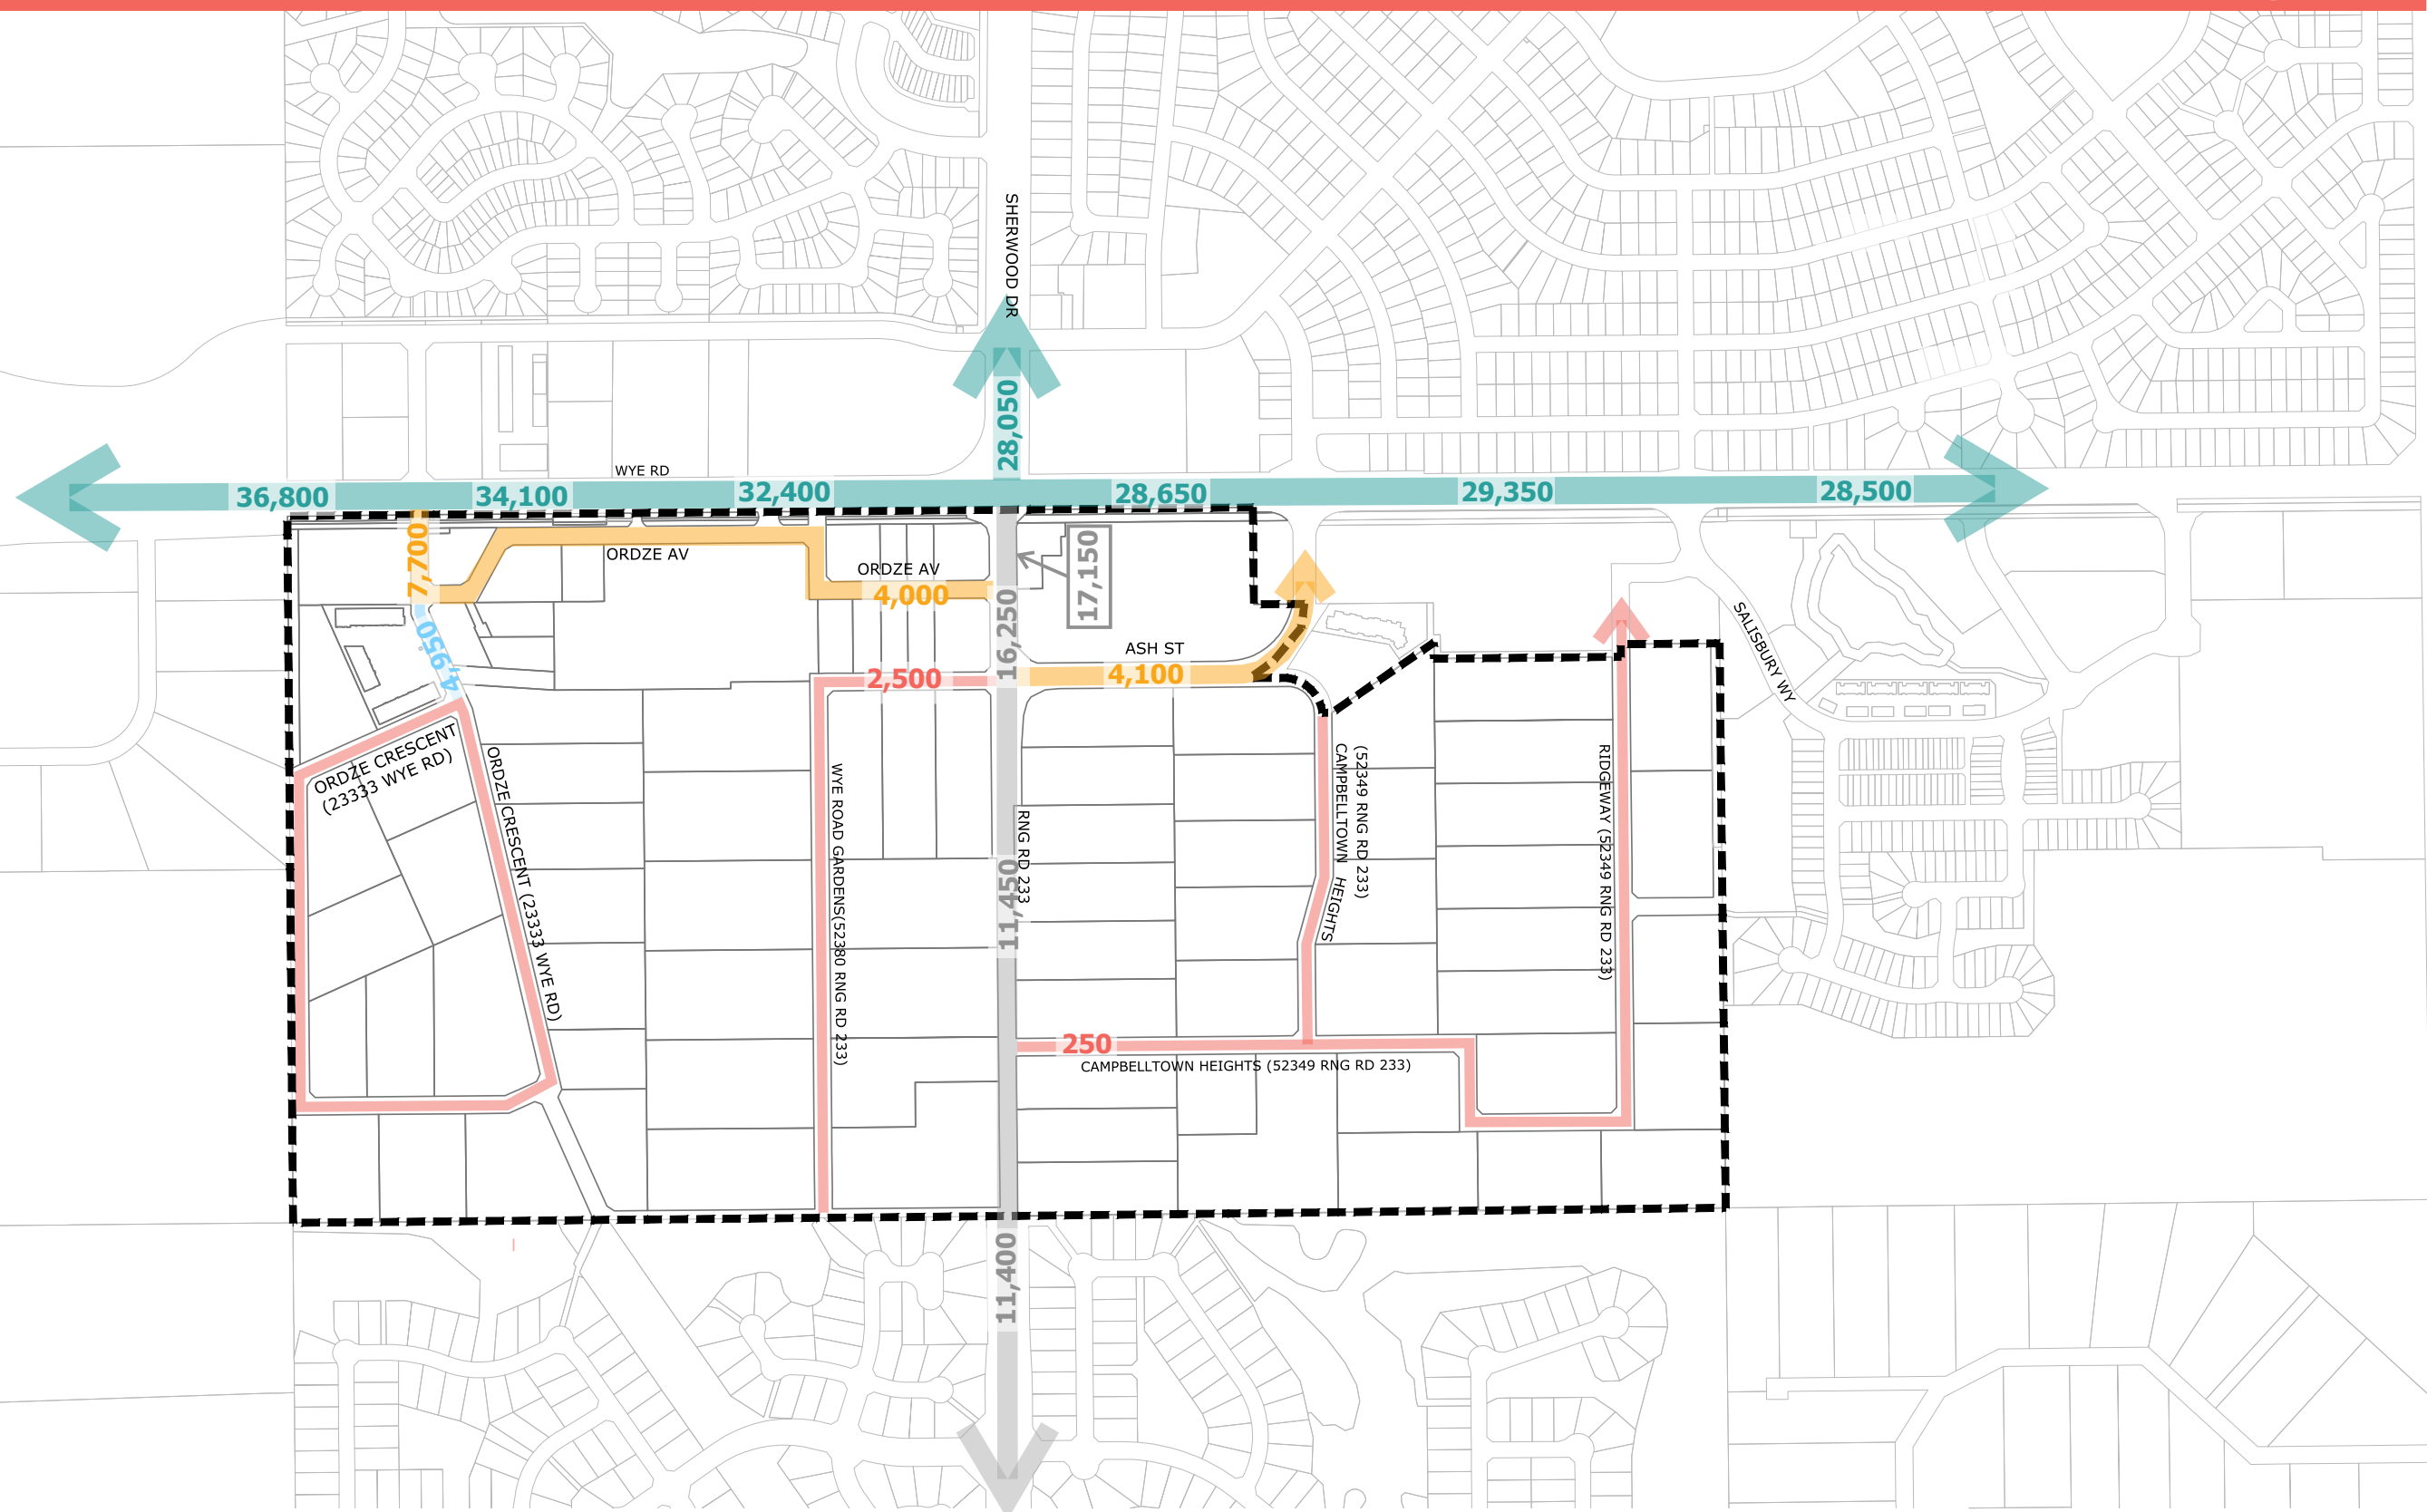 SHERWOOD DR
28,050
WYE RD
36,800
34,100
32,400
28,650
29,350
28,500
7,700
ORDZE AV
ORDZE AV
4,000
17,150
16,250
4,950
ASH ST
4,100
2,500
SALISBURY WY
ORDZE CRESCENT
(23333 WYE RD)
ORDZE CRESCENT (23333 WYE RD)
WYE ROAD GARDENS(52380 RNG RD 233)
RNG RD 233
11,450
CAMPBELLTOWN HEIGHTS
(52349 RNG RD 233)
RIDGEWAY (52349 RNG RD 233)
250
CAMPBELLTOWN HEIGHTS (52349 RNG RD 233)
11,400